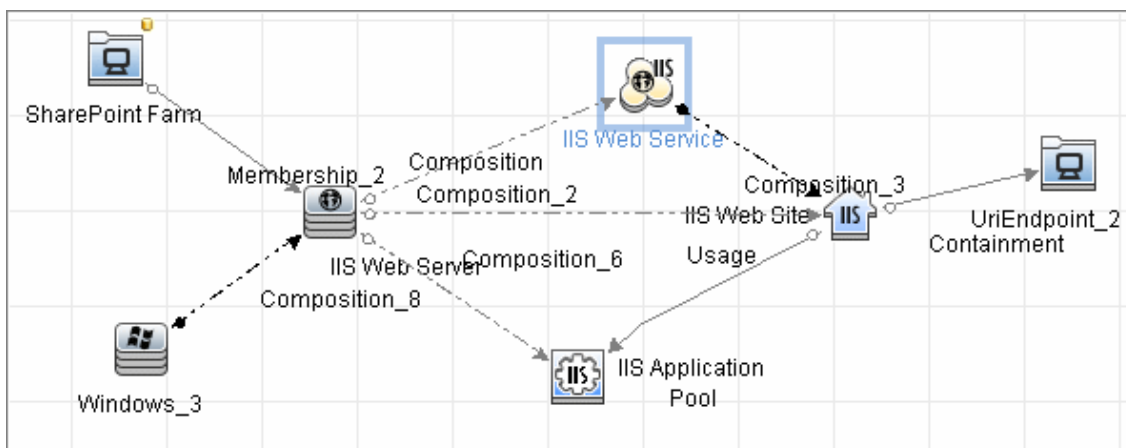 IIS
SharePoint Farm
IIS Web Service
Composition
Membership_2
Composition_2
Composition_3
IIS Web Site
IIS
UriEndpoint_2
Containment
IIS Web Server
Composition_6
Usage
Composition_8
IIS
IIS Application
Pool
Windows_3